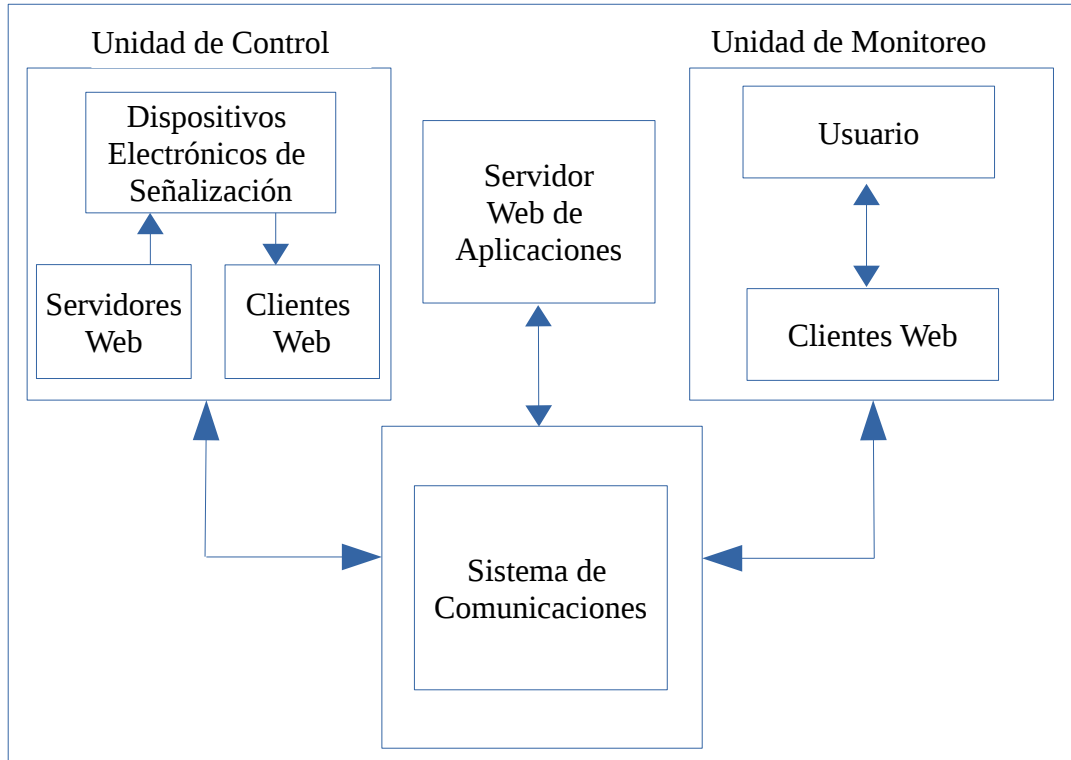 Unidad de Control
Dispositivos
Electrónicos de
Señalización
Servidores
Web
Clientes
Web
Servidor
Web de
Aplicaciones
Unidad de Monitoreo
Usuario
Clientes Web
Sistema de
Comunicaciones